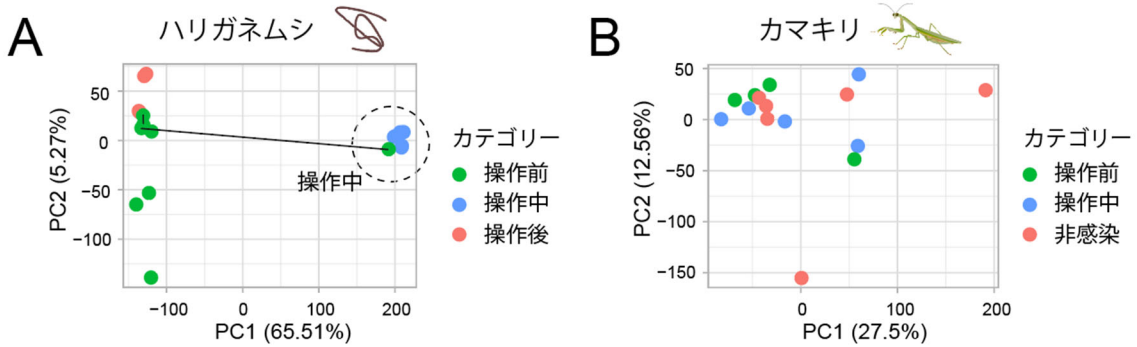 A
ハリガネムシ
50
0
−50
−100
−100
0
100
200
PC1 (65.51%)
PC2 (5.27%)
操作中
カテゴリー
操作前
操作中
操作後
B
カマキリ
50
0
−50
−100
−150
0
100
200
PC1 (27.5%)
PC2 (12.56%)
カテゴリー
操作前
操作中
非感染